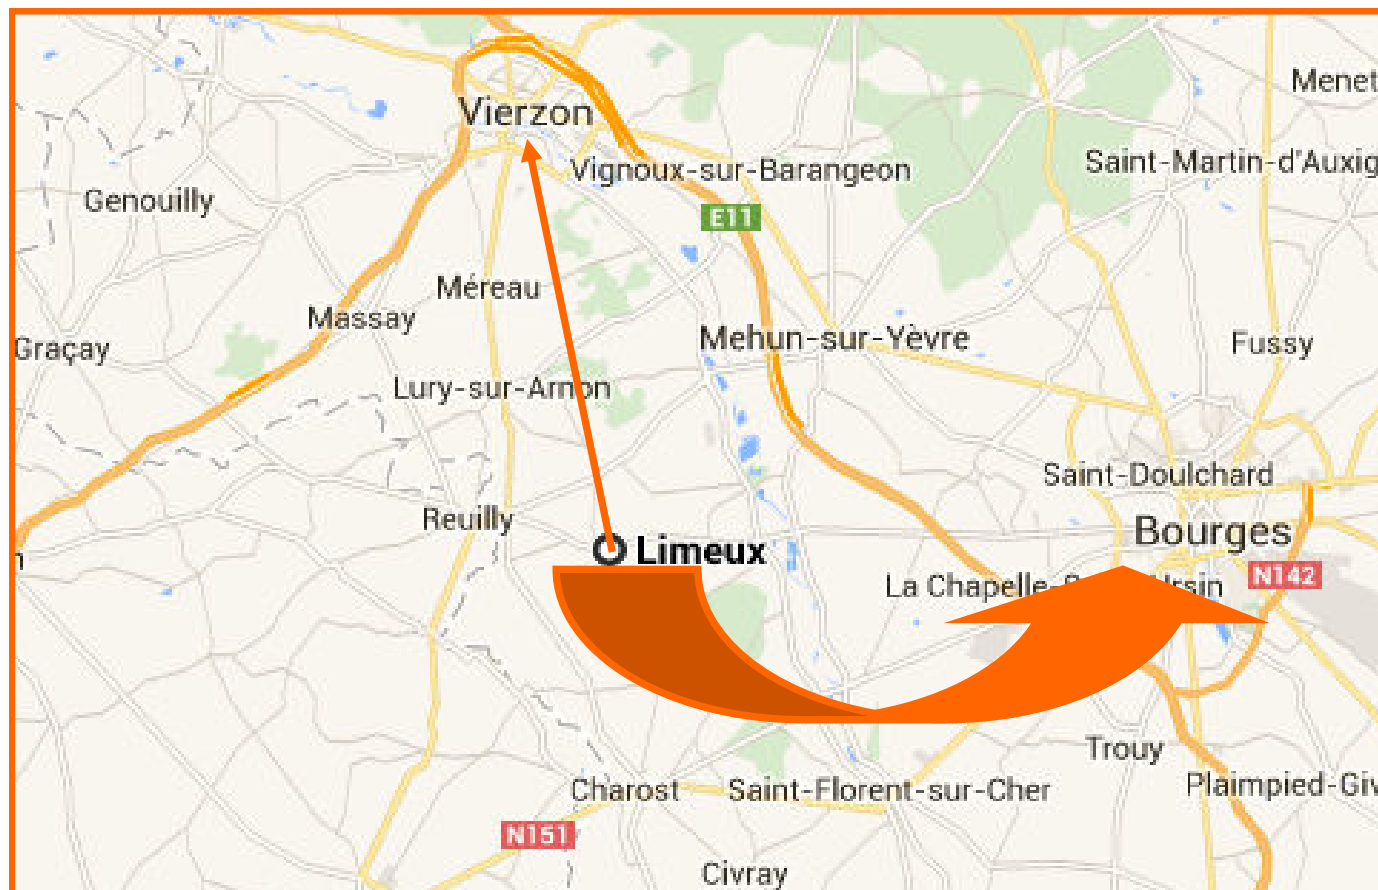 Menet
Vierzon
Vignoux-sur-Barangeon
Saint-Martin-d'Auxig
Genouilly
E11
Méreau
Massay
Mehun-sur-Yèvre
Graçay
Fussy
Lury-sur-Arnon
Saint-Doulchard
Reuilly
Bourges
Limeux
n
La Chapelle-S Ursin
N142
Trouy
Charost
Saint-Florent-sur-Cher
Plaimpied-Giv
N151
Civray